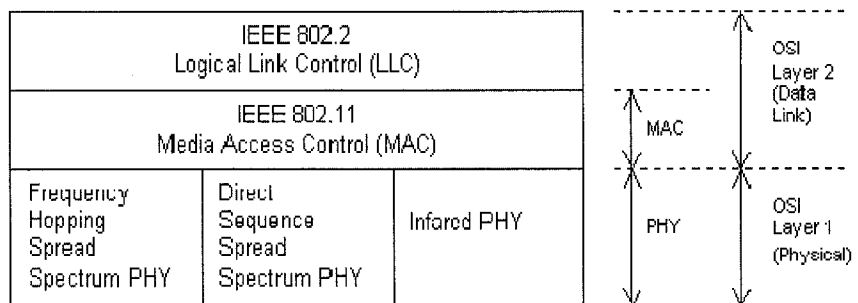 IEEE 802.2
Logical Link Control (LLC)
IEEE 802.11
Media Access Control (MAC)
Frequency
Hopping
Spread
Spectrum PHY
Direct
Sequence
Spread
Spectrum PHY
Infared PHY
MAC
PHY
OSI
Layer 2
(Data
Link)
OSI
Layer 1
(Physical)